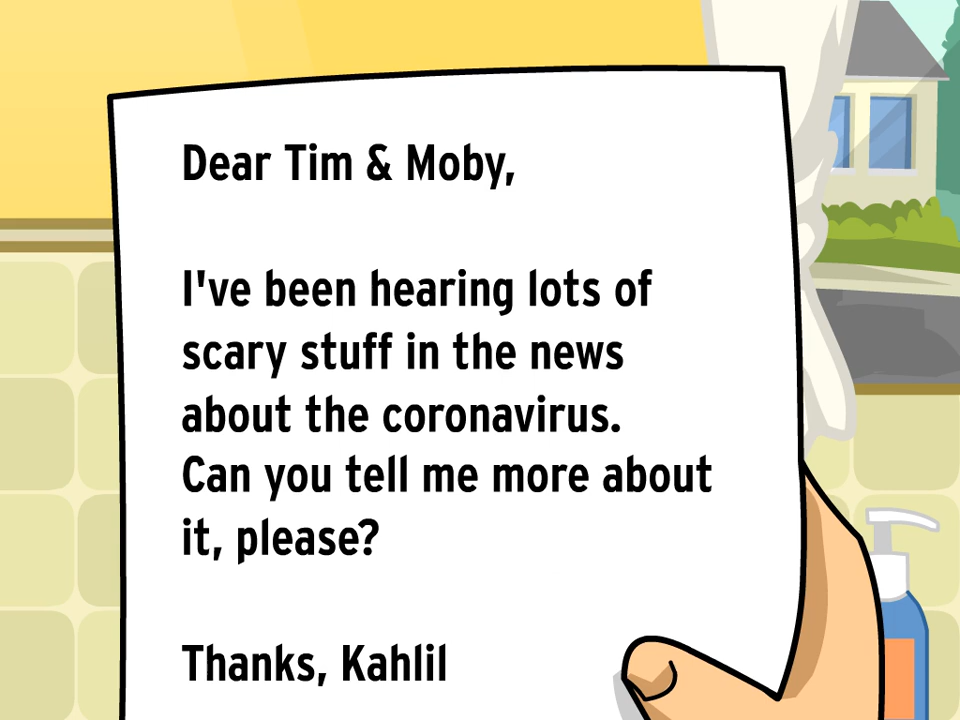 Dear Tim & Moby,
I've been hearing lots of
scary stuff in the news
about the coronavirus.
Can you tell me more about
it, please?
Thanks, Kahlil